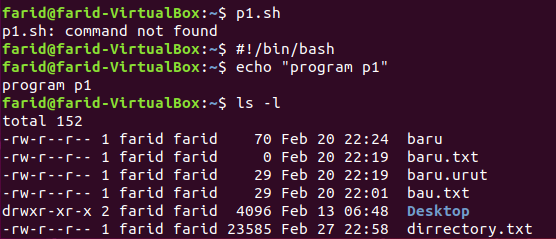 farid@farid-VirtualBox:~$ p1.sh
p1.sh: command not found
farid@farid-VirtualBox:~$ #!/bin/bash
farid@farid-VirtualBox:~$ echo "program p1"
program p1
farid@farid-VirtualBox:~$ ls -l
total 152
-rw-r--r-- 1 farid farid    70 Feb 20 22:24  baru
-rw-r--r-- 1 farid farid     0 Feb 20 22:19  baru.txt
-rw-r--r-- 1 farid farid    29 Feb 20 22:19  baru.urut
-rw-r--r-- 1 farid farid    29 Feb 20 22:01  bau.txt
drwxr-xr-x 2 farid farid  4096 Feb 13 06:48  Desktop
-rw-r--r-- 1 farid farid 23585 Feb 27 22:58  dirrectory.txt